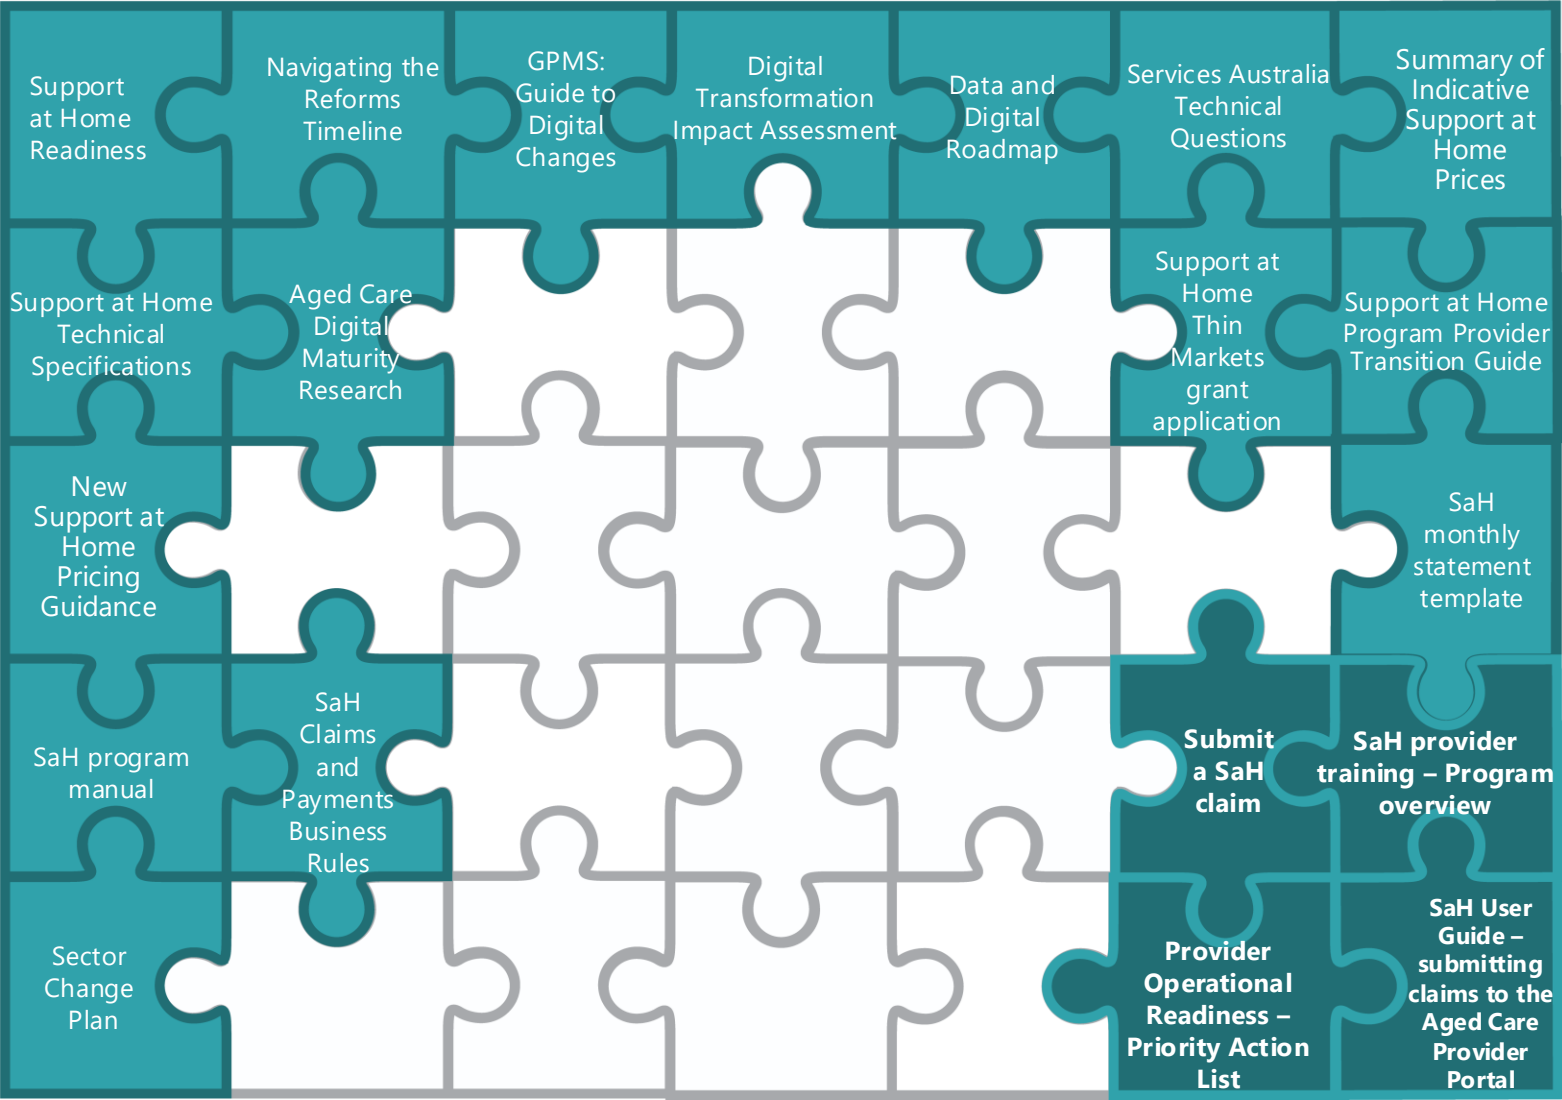 Support
at Home
Readiness
Navigating the
Reforms
Timeline
GPMS:
Guide to
Digital
Changes
Digital
Transformation
Impact Assessment
Data and
Digital
Roadmap
Services Australia
Technical
Questions
Summary of
Indicative
Support at
Home
Prices
Support at Home
Technical
Specifications
Aged Care
Digital
Maturity
Research
Support at
Home
Thin
Markets
grant
application
Support at Home
Program Provider
Transition Guide
New
Support at
Home
Pricing
Guidance
SaH
monthly
statement
template
SaH program
manual
SaH
Claims
and
Payments
Business
Rules
Submit
a SaH
claim
SaH provider
training – Program
overview
Sector
Change
Plan
Provider
Operational
Readiness –
Priority Action
List
SaH User
Guide –
submitting
claims to the
Aged Care
Provider
Portal